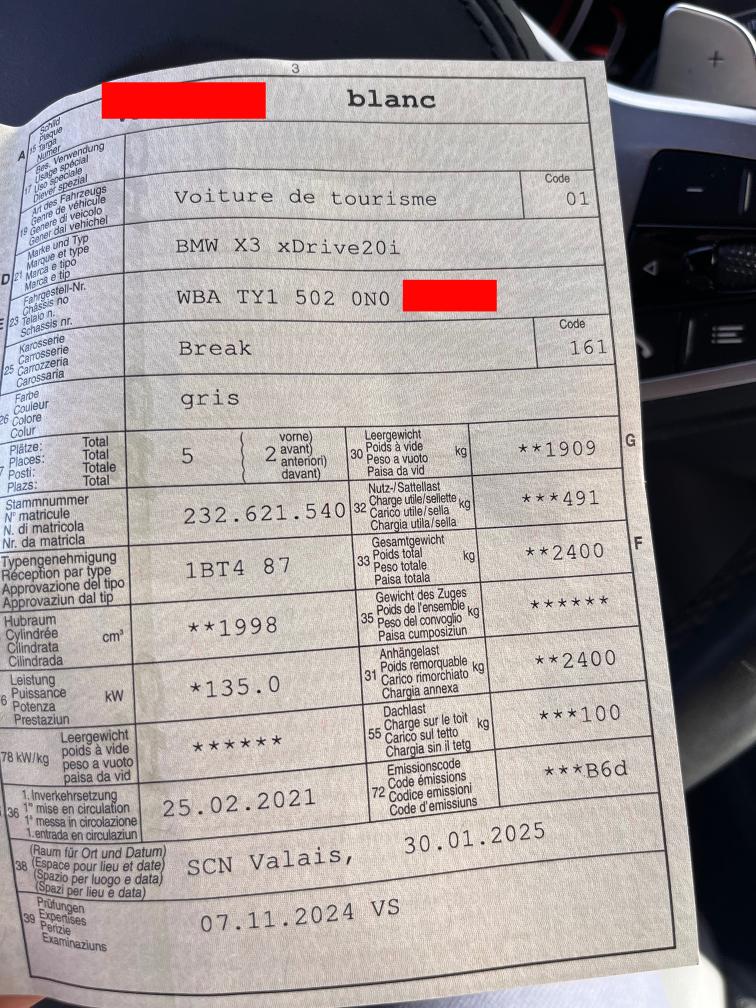 3
blanc
A 15 Schild
Plaque
Targa
Numer
17 Bes. Verwendung
Usage spécial
Uso speciale
Diever spezial
19 Art des Fahrzeugs
Genre de véhicule
Genere di veicolo
Gener dal vehichel
Voiture de tourisme
Code
01
D 21 Marke und Typ
Marque et type
Marca e tipo
Marca e tip
BMW X3 xDrive20i
E 23 Fahrgestell-Nr.
Châssis no
Telaio n.
Schassis nr.
WBA TY1 502 0N0
25 Karosserie
Carrosserie
Carrozzeria
Carossaria
Break
Code
161
26 Farbe
Couleur
Colore
Colur
gris
Plätze: Total
Places: Total
Posti: Totale
Plazs: Total
5
2
vorne)
avant)
anteriori)
davant)
30 Leergewicht
Poids à vide kg
Peso a vuoto
Paisa da vid
**1909
G
Stammnummer
N° matricule
N. di matricola
Nr. da matricla
232.621.540
32 Nutz-/Sattellast
Charge utile/sellette kg
Carico utile/sella
Chargia utila/sella
***491
Typengenehmigung
Réception par type
Approvazione del tipo
Approvaziun dal tip
1BT4 87
33 Gesamtgewicht
Poids total kg
Peso totale
Paisa totala
**2400
F
Hubraum
Cylindrée cm³
Cilindrata
Cilindrada
**1998
35 Gewicht des Zuges
Poids de l'ensemble kg
Peso del convoglio
Paisa cumposiziun
******
6 Leistung
Puissance kW
Potenza
Prestaziun
*135.0
31 Anhängelast
Poids remorquable kg
Carico rimorchiato
Chargia annexa
**2400
78 kW/kg
Leergewicht
poids à vide
peso a vuoto
paisa da vid
******
55 Dachlast
Charge sur le toit kg
Carico sul tetto
Chargia sin il tetg
***100
36 1. Inverkehrsetzung
1re mise en circulation
1a messa in circolazione
1. entrada en circulaziun
25.02.2021
72 Emissionscode
Code émissions
Codice emissioni
Code d'emissiuns
***B6d
38 (Raum für Ort und Datum)
(Espace pour lieu et date)
(Spazio per luogo e data)
(Spazi per lieu e data)
SCN Valais, 30.01.2025
39 Prüfungen
Expertises
Perizie
Examinaziuns
07.11.2024 VS